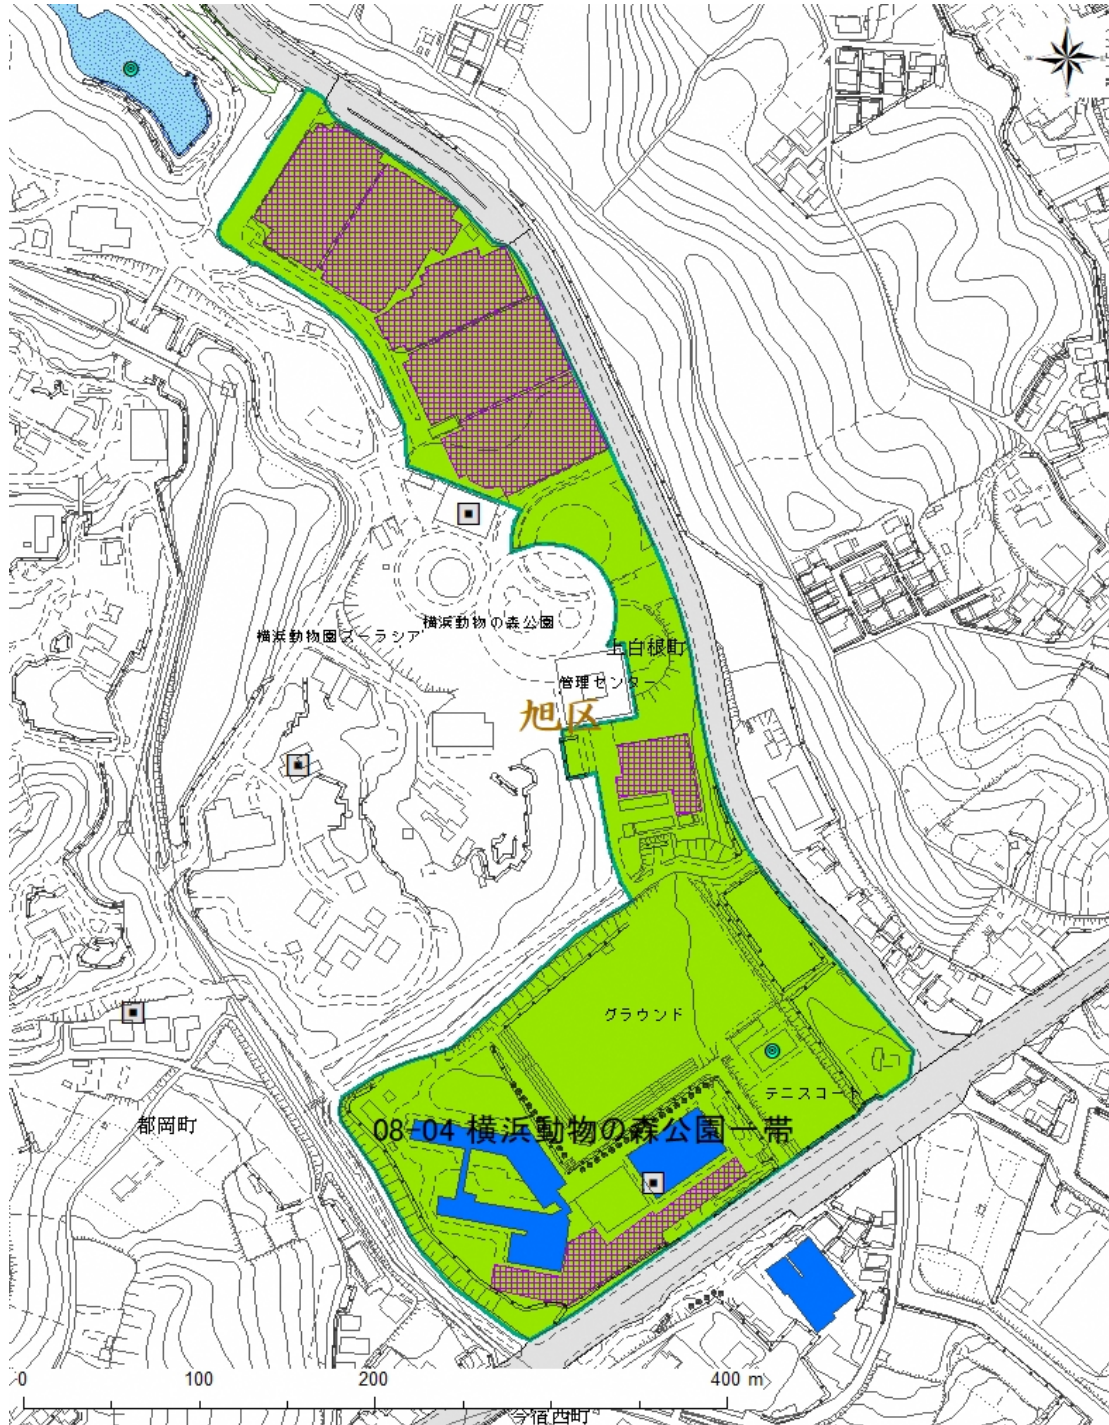 横浜動物の森公園
横浜動物園ズーラシア
上白根町
管理センター
旭区
グラウンド
テニスコート
都岡町
08-04 横浜動物の森公園一帯
0 100 200 400 m
今宿西町